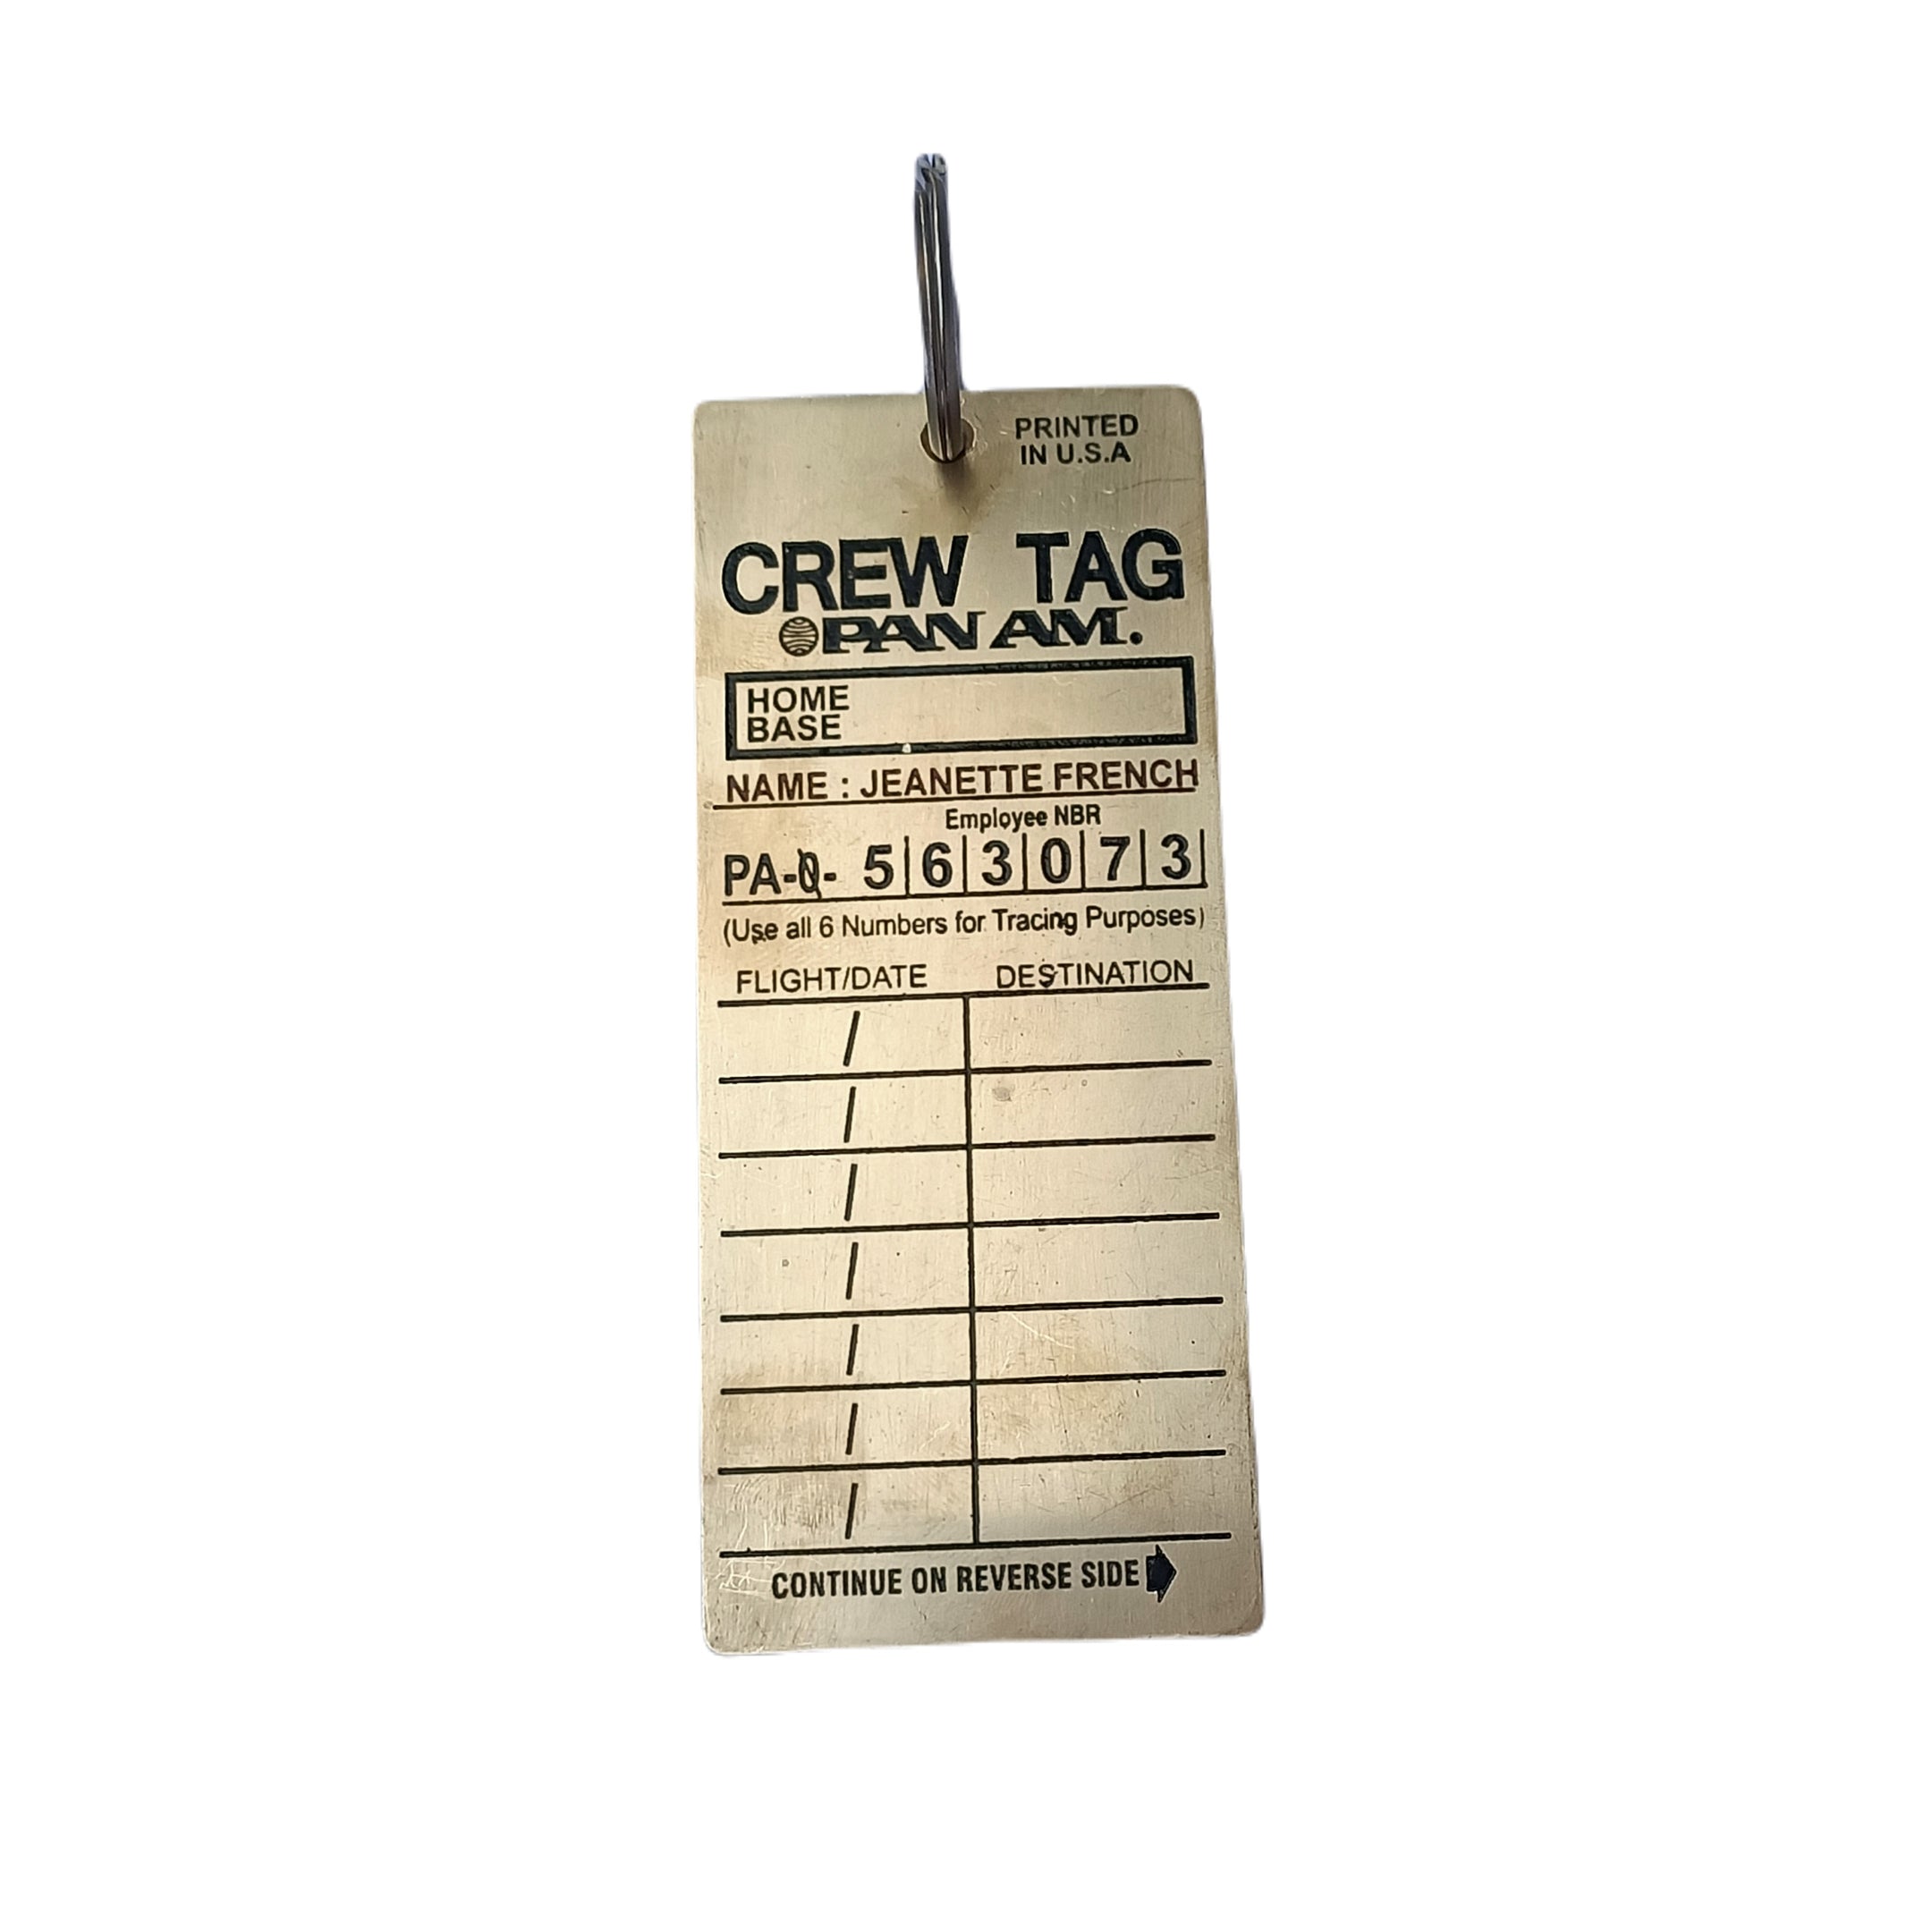 PRINTED
IN U.S.A
CREW TAG
PAN AM.
HOME
BASE
NAME : JEANETTE FRENCH
Employee NBR
PA-0- 5 6 3 0 7 3
(Use all 6 Numbers for Tracing Purposes)
FLIGHT/DATE DESTINATION
/
/
/
/
/
/
/
CONTINUE ON REVERSE SIDE